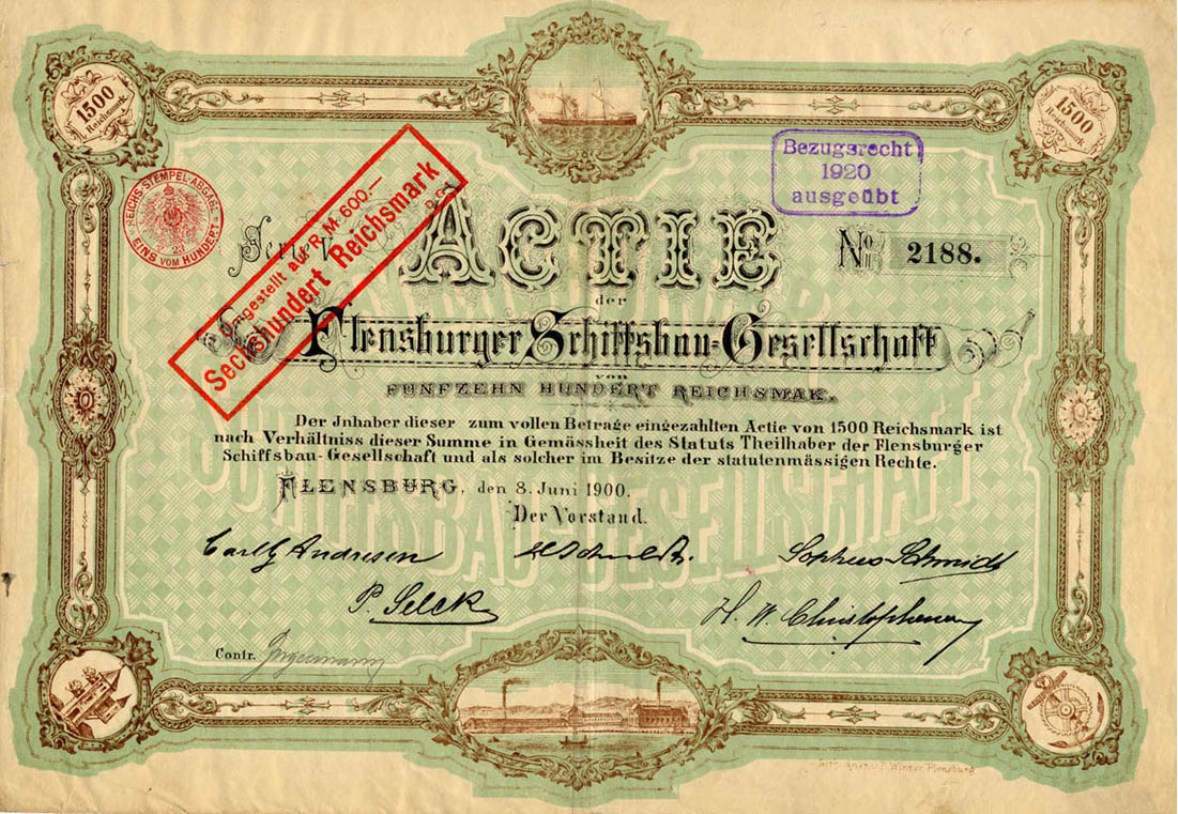 1500
Reichsmark.
1500
Reichsmark.
REICHS-STEMPEL-ABGABE
23
EINS VOM HUNDERT
Umgestellt auf R.M. 600.—
Sechshundert Reichsmark
Bezugsrecht
1920
ausgeübt
Serie V
ACTIE
No 2188.
der
Flensburger Schiffsbau-Gesellschaft
von
FÜNFZEHN HUNDERT REICHSMAK.
Der Jnhaber dieser zum vollen Betrage eingezahlten Actie von 1500 Reichsmark ist
nach Verhältniss dieser Summe in Gemässheit des Statuts Theilhaber der Flensburger
Schiffsbau-Gesellschaft und als solcher im Besitze der statutenmässigen Rechte.
FLENSBURG, den 8. Juni 1900.
Der Vorstand.
Carl G Andresen
Sophus Schmidt
P. Selck
H. W. Christophersen
Contr.
SCHIFFSBAU-GESELLSCHAFT